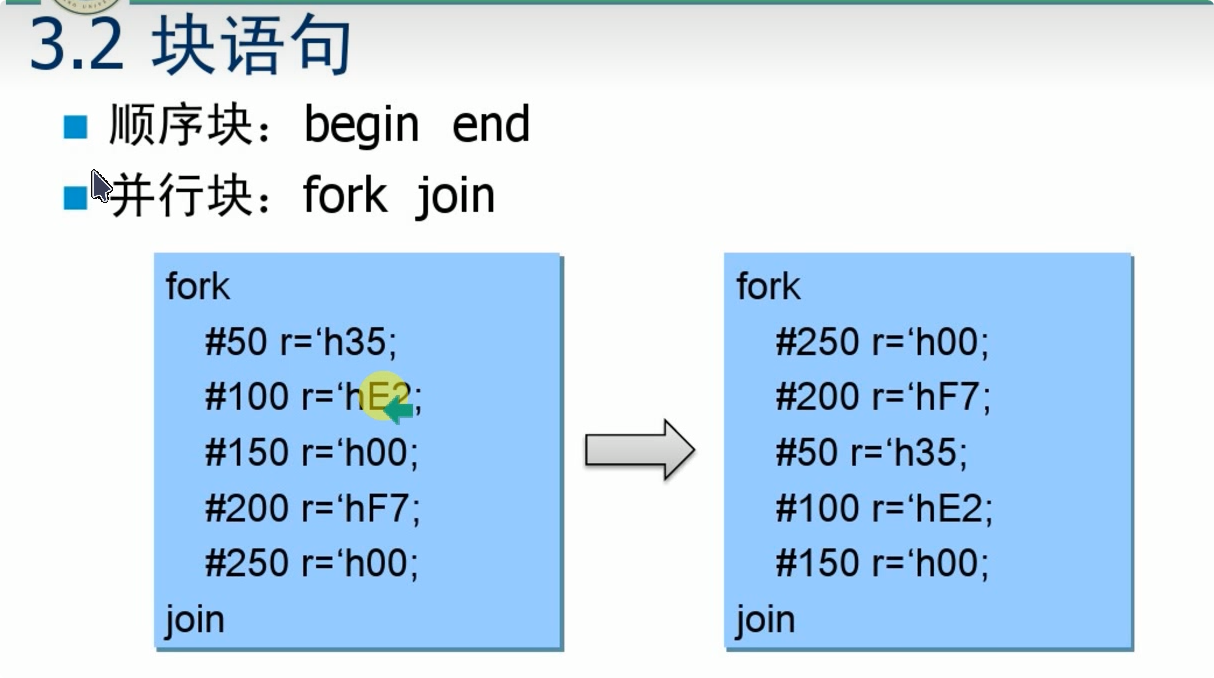 3.2 块语句
顺序块：begin end
并行块：fork join
fork
#50 r=‘h35;
#100 r=‘hE2;
#150 r=‘h00;
#200 r=‘hF7;
#250 r=‘h00;
join
fork
#250 r=‘h00;
#200 r=‘hF7;
#50 r=‘h35;
#100 r=‘hE2;
#150 r=‘h00;
join